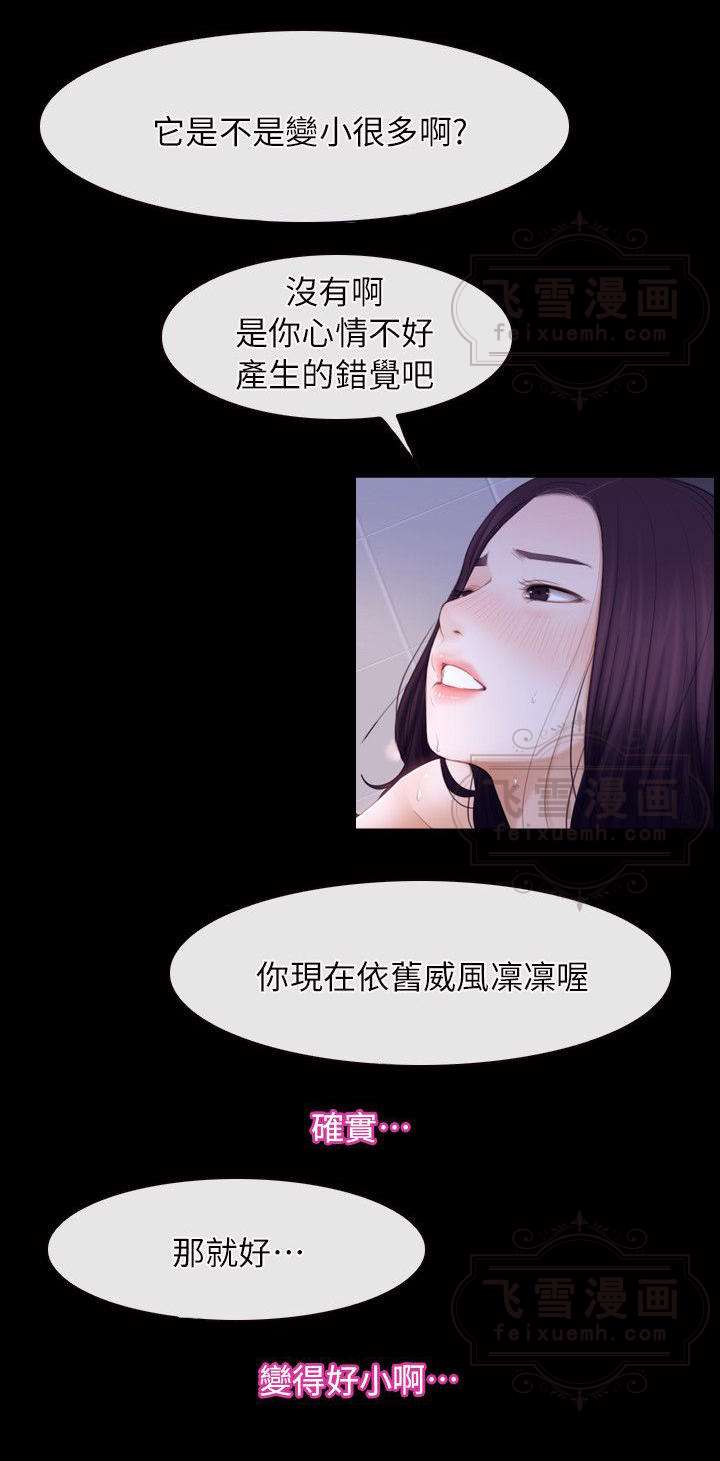 它是不是變小很多啊?
飞雪漫画
feixuemh.com
沒有啊
是你心情不好
產生的錯覺吧
飞雪漫画
feixuemh.com
你現在依舊威風凜凜喔
確實⋯
那就好⋯
飞雪漫画
feixuemh.com
變得好小啊⋯